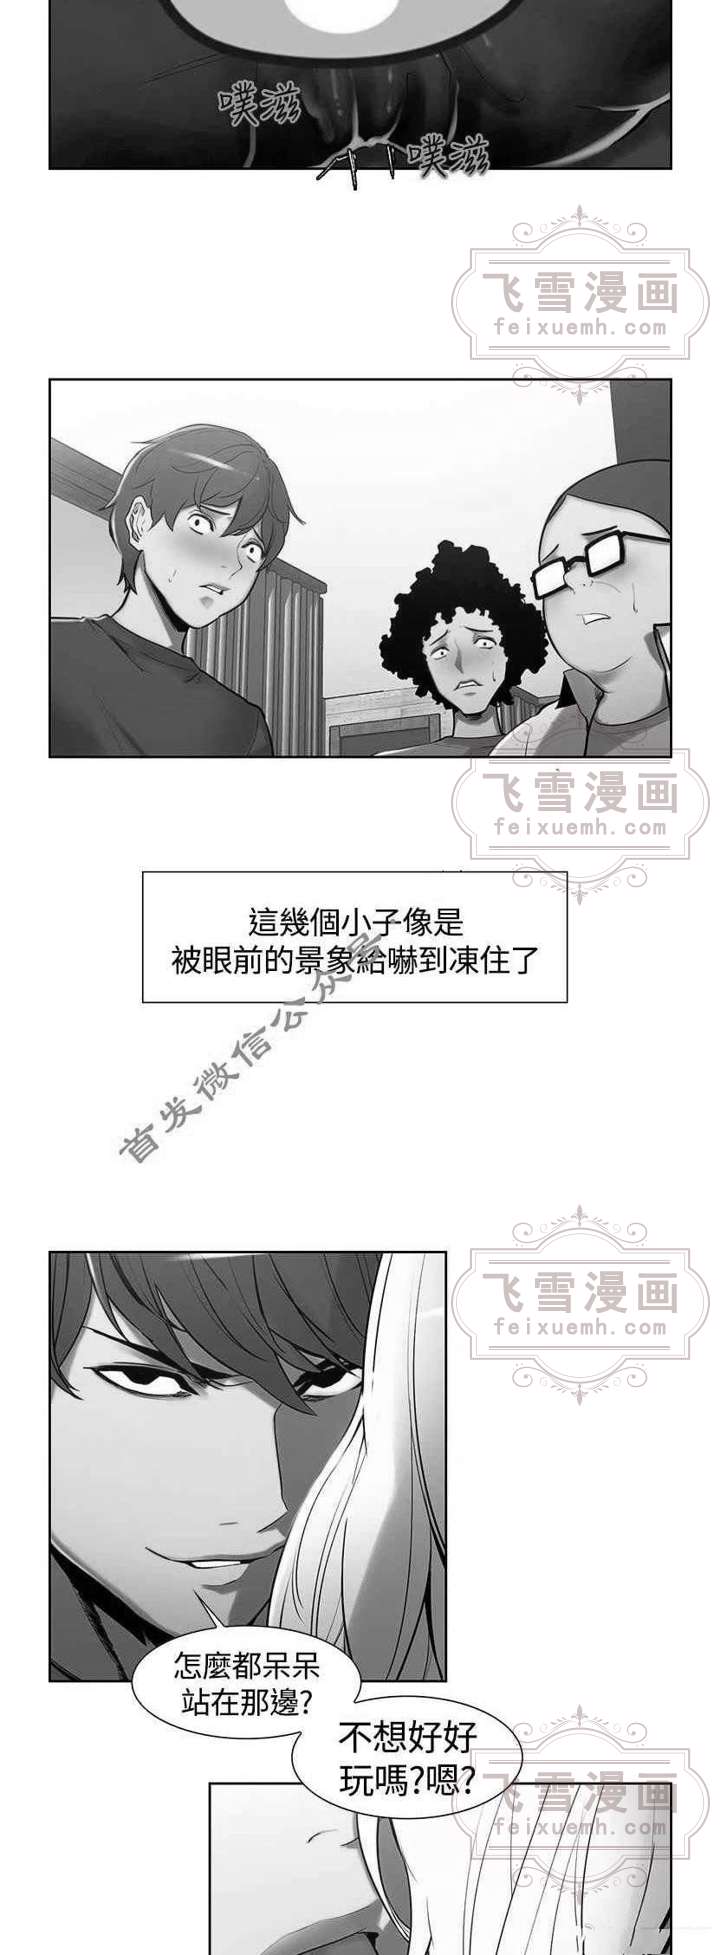 噗滋
噗滋
飞雪漫画
feixuemh.com
飞雪漫画
feixuemh.com
這幾個小子像是
被眼前的景象給嚇到凍住了
首发微信公众号：
飞雪漫画
feixuemh.com
怎麼都呆呆
站在那邊?
不想好好
玩嗎?嗯?
飞雪漫画
feixuemh.com